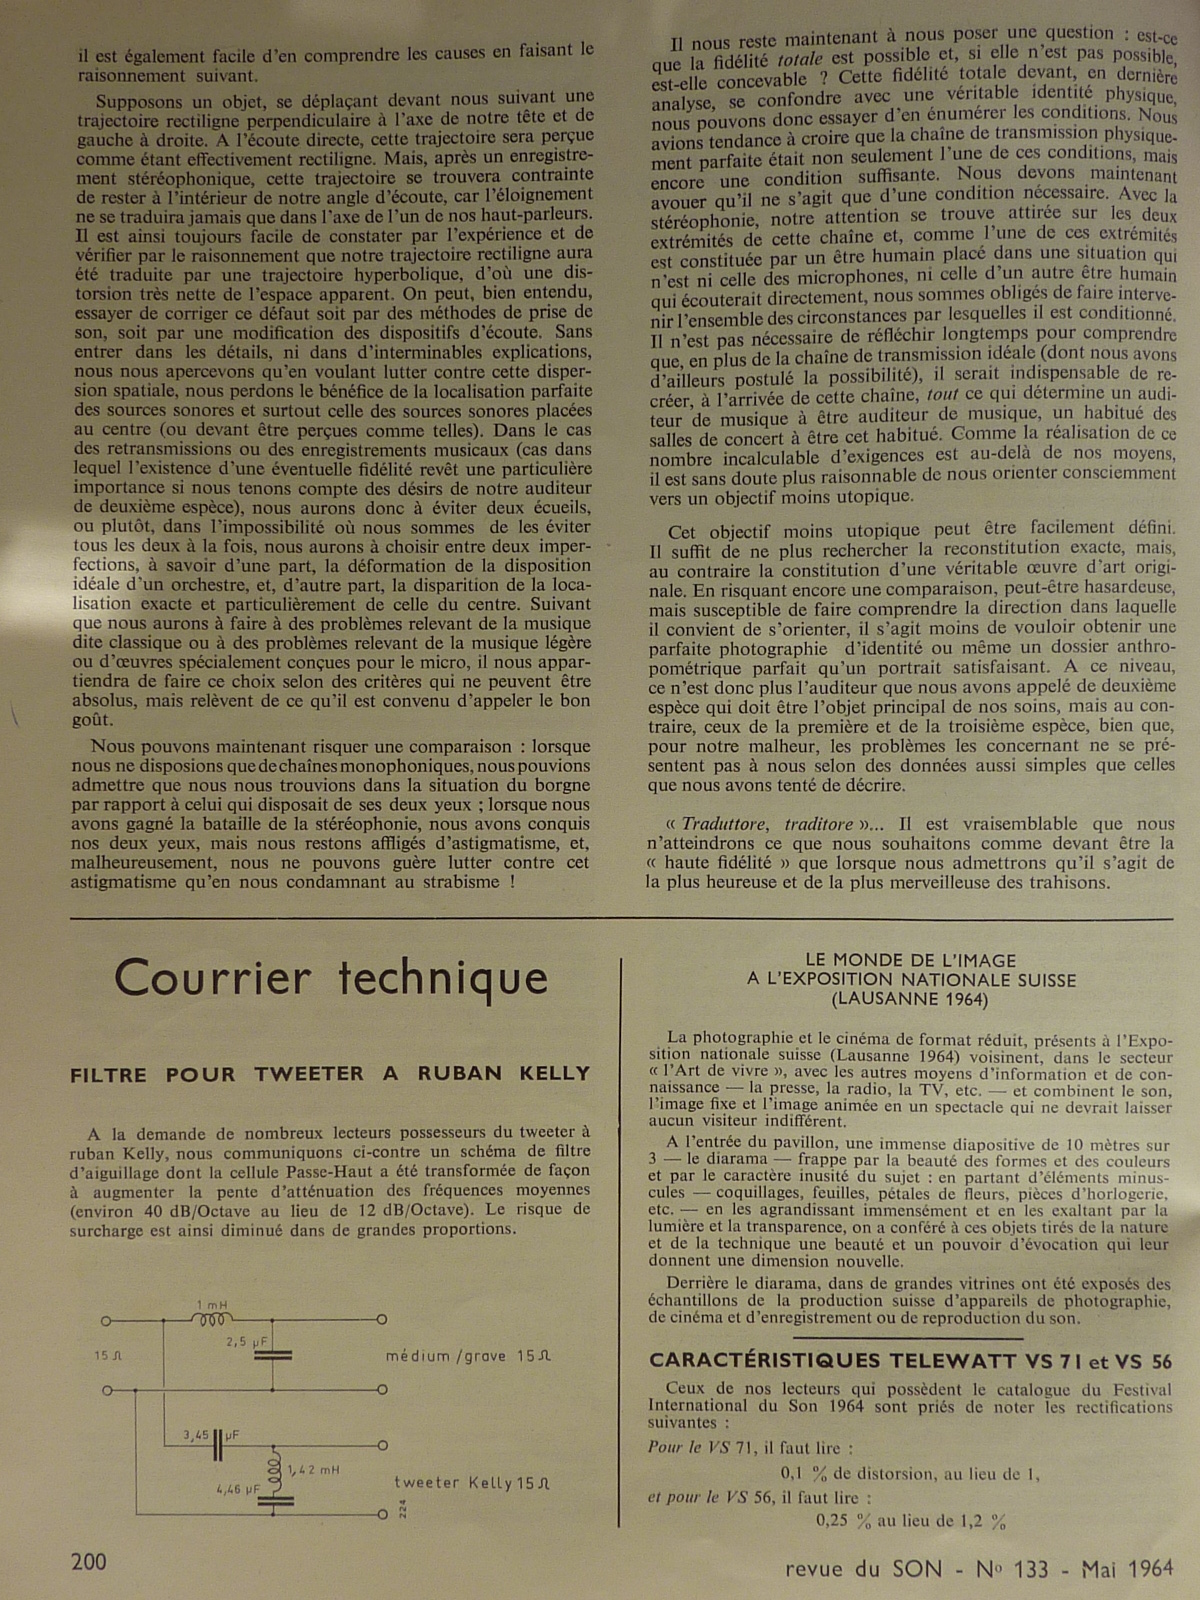 il est également facile d'en comprendre les causes en faisant le
raisonnement suivant.
Supposons un objet, se déplaçant devant nous suivant une
trajectoire rectiligne perpendiculaire à l'axe de notre tête et de
gauche à droite. A l'écoute directe, cette trajectoire sera perçue
comme étant effectivement rectiligne. Mais, après un enregistre-
ment stéréophonique, cette trajectoire se trouvera contrainte
de rester à l'intérieur de notre angle d'écoute, car l'éloignement
ne se traduira jamais que dans l'axe de l'un de nos haut-parleurs.
Il est ainsi toujours facile de constater par l'expérience et de
vérifier par le raisonnement que notre trajectoire rectiligne aura
été traduite par une trajectoire hyperbolique, d'où une dis-
torsion très nette de l'espace apparent. On peut, bien entendu,
essayer de corriger ce défaut soit par des méthodes de prise de
son, soit par une modification des dispositifs d'écoute. Sans
entrer dans les détails, ni dans d'interminables explications,
nous nous apercevons qu'en voulant lutter contre cette disper-
sion spatiale, nous perdons le bénéfice de la localisation parfaite
des sources sonores et surtout celle des sources sonores placées
au centre (ou devant être perçues comme telles). Dans le cas
des retransmissions ou des enregistrements musicaux (cas dans
lequel l'existence d'une éventuelle fidélité revêt une particulière
importance si nous tenons compte des désirs de notre auditeur
de deuxième espèce), nous aurons donc à éviter deux écueils,
ou plutôt, dans l'impossibilité où nous sommes de les éviter
tous les deux à la fois, nous aurons à choisir entre deux imper-
fections, à savoir d'une part, la déformation de la disposition
idéale d'un orchestre, et, d'autre part, la disparition de la loca-
lisation exacte et particulièrement de celle du centre. Suivant
que nous aurons à faire à des problèmes relevant de la musique
dite classique ou à des problèmes relevant de la musique légère
ou d'œuvres spécialement conçues pour le micro, il nous appar-
tiendra de faire ce choix selon des critères qui ne peuvent être
absolus, mais relèvent de ce qu'il est convenu d'appeler le bon
goût.
Nous pouvons maintenant risquer une comparaison : lorsque
nous ne disposions que de chaînes monophoniques, nous pouvions
admettre que nous nous trouvions dans la situation du borgne
par rapport à celui qui disposait de ses deux yeux ; lorsque nous
avons gagné la bataille de la stéréophonie, nous avons conquis
nos deux yeux, mais nous restons affligés d'astigmatisme, et,
malheureusement, nous ne pouvons guère lutter contre cet
astigmatisme qu'en nous condamnant au strabisme !
Il nous reste maintenant à nous poser une question : est-ce
que la fidélité totale est possible et, si elle n'est pas possible,
est-elle concevable ? Cette fidélité totale devant, en dernière
analyse, se confondre avec une véritable identité physique,
nous pouvons donc essayer d'en énumérer les conditions. Nous
avions tendance à croire que la chaîne de transmission physique-
ment parfaite était non seulement l'une de ces conditions, mais
encore une condition suffisante. Nous devons maintenant
avouer qu'il ne s'agit que d'une condition nécessaire. Avec la
stéréophonie, notre attention se trouve attirée sur les deux
extrémités de cette chaîne et, comme l'une de ces extrémités
est constituée par un être humain placé dans une situation qui
n'est ni celle des microphones, ni celle d'un autre être humain
qui écouterait directement, nous sommes obligés de faire interve-
nir l'ensemble des circonstances par lesquelles il est conditionné.
Il n'est pas nécessaire de réfléchir longtemps pour comprendre
que, en plus de la chaîne de transmission idéale (dont nous avons
d'ailleurs postulé la possibilité), il serait indispensable de re-
créer, à l'arrivée de cette chaîne, tout ce qui détermine un audi-
teur de musique à être auditeur de musique, un habitué des
salles de concert à être cet habitué. Comme la réalisation de ce
nombre incalculable d'exigences est au-delà de nos moyens,
il est sans doute plus raisonnable de nous orienter consciemment
vers un objectif moins utopique.
Cet objectif moins utopique peut être facilement défini.
Il suffit de ne plus rechercher la reconstitution exacte, mais,
au contraire la constitution d'une véritable œuvre d'art origi-
nale. En risquant encore une comparaison, peut-être hasardeuse,
mais susceptible de faire comprendre la direction dans laquelle
il convient de s'orienter, il s'agit moins de vouloir obtenir une
parfaite photographie d'identité ou même un dossier anthro-
pométrique parfait qu'un portrait satisfaisant. A ce niveau,
ce n'est donc plus l'auditeur que nous avons appelé de deuxième
espèce qui doit être l'objet principal de nos soins, mais au con-
traire, ceux de la première et de la troisième espèce, bien que,
pour notre malheur, les problèmes les concernant ne se pré-
sentent pas à nous selon des données aussi simples que celles
que nous avons tenté de décrire.
« Traduttore, traditore »... Il est vraisemblable que nous
n'atteindrons ce que nous souhaitons comme devant être la
« haute fidélité » que lorsque nous admettrons qu'il s'agit de
la plus heureuse et de la plus merveilleuse des trahisons.
Courrier technique
FILTRE POUR TWEETER A RUBAN KELLY
A la demande de nombreux lecteurs possesseurs du tweeter à
ruban Kelly, nous communiquons ci-contre un schéma de filtre
d'aiguillage dont la cellule Passe-Haut a été transformée de façon
à augmenter la pente d'atténuation des fréquences moyennes
(environ 40 dB/Octave au lieu de 12 dB/Octave). Le risque de
surcharge est ainsi diminué dans de grandes proportions.
1 mH
2,5 µF
15 Ω
médium/grave 15 Ω
3,45 µF
1,42 mH
4,46 µF
tweeter Kelly 15 Ω
224
LE MONDE DE L'IMAGE
A L'EXPOSITION NATIONALE SUISSE
(LAUSANNE 1964)
La photographie et le cinéma de format réduit, présents à l'Expo-
sition nationale suisse (Lausanne 1964) voisinent, dans le secteur
« l'Art de vivre », avec les autres moyens d'information et de con-
naissance — la presse, la radio, la TV, etc. — et combinent le son,
l'image fixe et l'image animée en un spectacle qui ne devrait laisser
aucun visiteur indifférent.
A l'entrée du pavillon, une immense diapositive de 10 mètres sur
3 — le diarama — frappe par la beauté des formes et des couleurs
et par le caractère inusité du sujet : en partant d'éléments minus-
cules — coquillages, feuilles, pétales de fleurs, pièces d'horlogerie,
etc. — en les agrandissant immensément et en les exaltant par la
lumière et la transparence, on a conféré à ces objets tirés de la nature
et de la technique une beauté et un pouvoir d'évocation qui leur
donnent une dimension nouvelle.
Derrière le diarama, dans de grandes vitrines ont été exposés des
échantillons de la production suisse d'appareils de photographie,
de cinéma et d'enregistrement ou de reproduction du son.
CARACTÉRISTIQUES TELEWATT VS 71 et VS 56
Ceux de nos lecteurs qui possèdent le catalogue du Festival
International du Son 1964 sont priés de noter les rectifications
suivantes :
Pour le VS 71, il faut lire :
0,1 % de distorsion, au lieu de 1,
et pour le VS 56, il faut lire :
0,25 % au lieu de 1,2 %
200
revue du SON - Nº 133 - Mai 1964